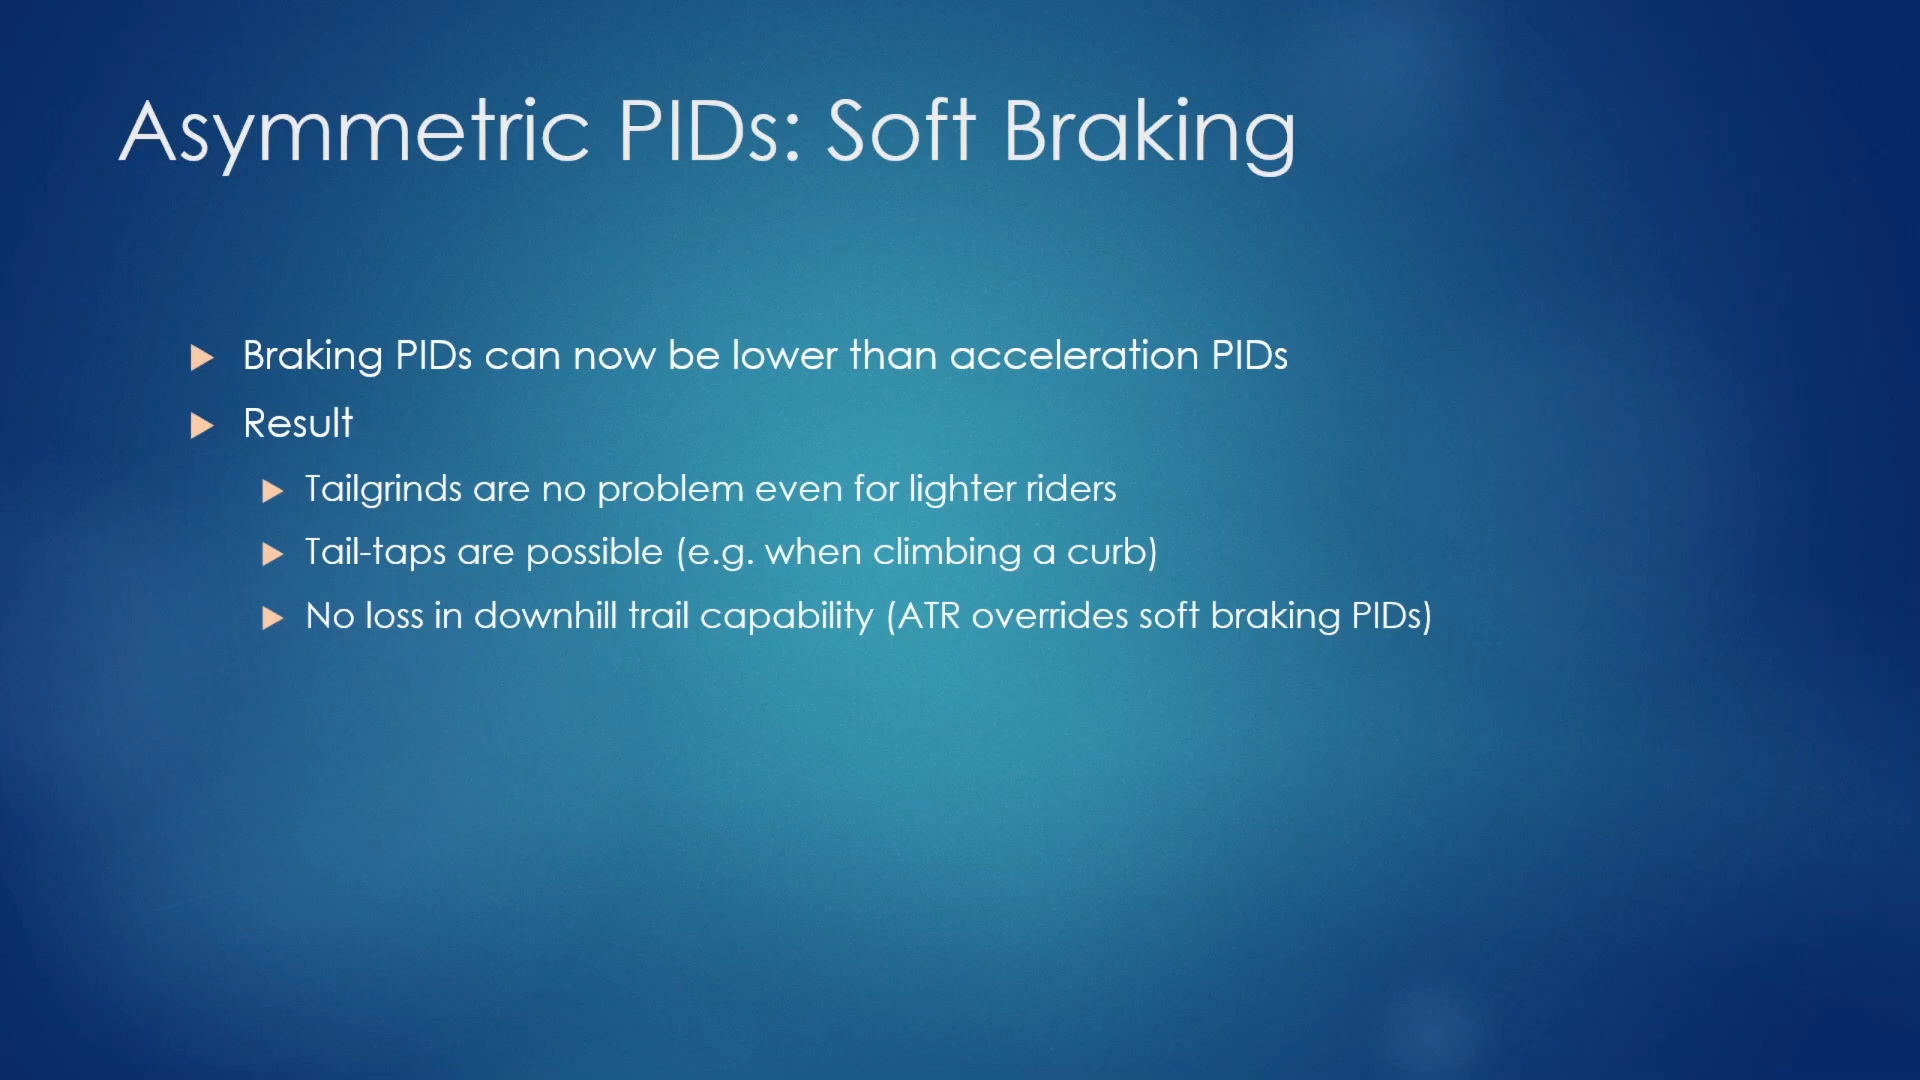 Asymmetric PIDs: Soft Braking
Braking PIDs can now be lower than acceleration PIDs
Result
Tailgrinds are no problem even for lighter riders
Tail-taps are possible (e.g. when climbing a curb)
No loss in downhill trail capability (ATR overrides soft braking PIDs)